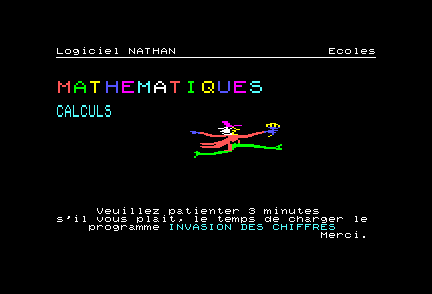 Logiciel NATHAN Ecoles
MATHEMATIQUES
CALCULS
Veuillez patienter 3 minutes
s'il vous plait, le temps de charger le
programme INVASION DES CHIFFRES
Merci.